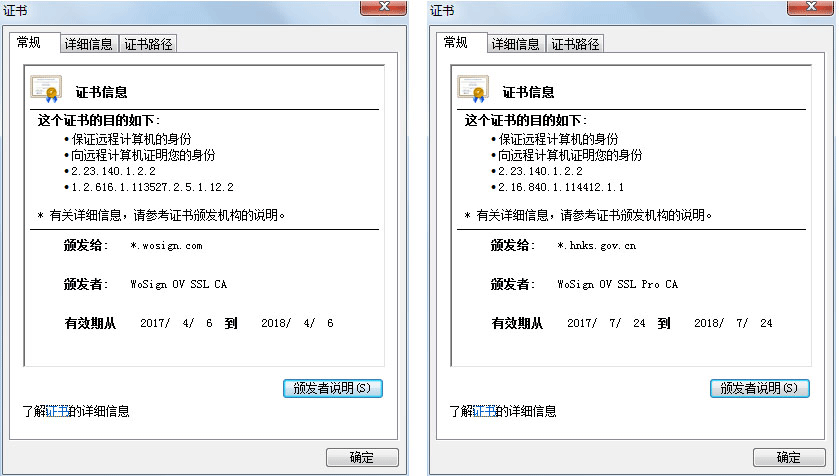 证书
常规 详细信息 证书路径
证书信息
这个证书的目的如下:
•保证远程计算机的身份
•向远程计算机证明您的身份
•2.23.140.1.2.2
•1.2.616.1.113527.2.5.1.12.2
* 有关详细信息，请参考证书颁发机构的说明。
颁发给: *.wosign.com
颁发者: WoSign OV SSL CA
有效期从 2017/ 4/ 6 到 2018/ 4/ 6
颁发者说明(S)
了解证书的详细信息
确定
证书
常规 详细信息 证书路径
证书信息
这个证书的目的如下:
•保证远程计算机的身份
•向远程计算机证明您的身份
•2.23.140.1.2.2
•2.16.840.1.114412.1.1
* 有关详细信息，请参考证书颁发机构的说明。
颁发给: *.hnks.gov.cn
颁发者: WoSign OV SSL Pro CA
有效期从 2017/ 7/ 24 到 2018/ 7/ 24
颁发者说明(S)
了解证书的详细信息
确定